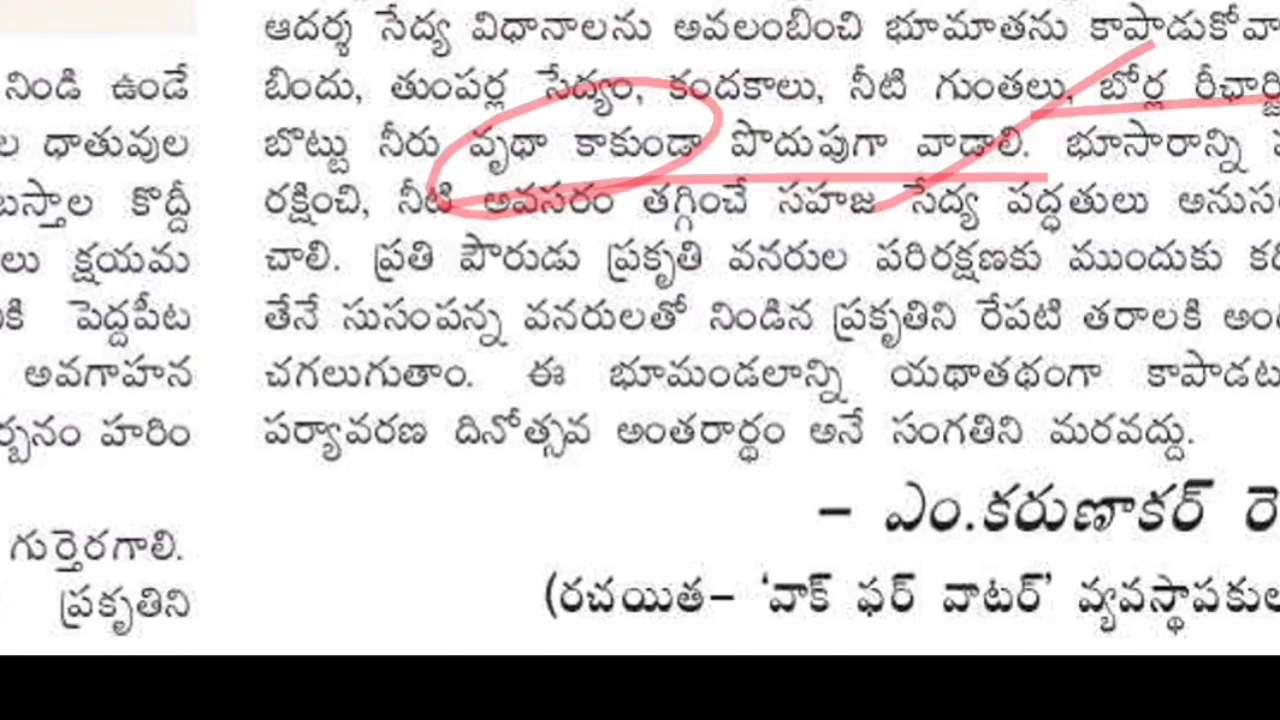 నిండి ఉండే
ల ధాతువుల
బస్తాల కొద్దీ
లు క్షయమ
కి పెద్దపీట
అవగాహన
ర్బనం హరిం
గుర్తెరగాలి.
ప్రకృతిని
ఆదర్శ సేద్య విధానాలను అవలంబించి భూమాతను కాపాడుకోవా
బిందు, తుంపర్ల సేద్యం, కందకాలు, నీటి గుంతలు, బోర్ల రీఛార్జి
బొట్టు నీరు వృథా కాకుండా పొదుపుగా వాడాలి. భూసారాన్ని
రక్షించి, నీటి అవసరం తగ్గించే సహజ సేద్య పద్ధతులు అనుస
చాలి. ప్రతి పౌరుడు ప్రకృతి వనరుల పరిరక్షణకు ముందుకు కది
తేనే సుసంపన్న వనరులతో నిండిన ప్రకృతిని రేపటి తరాలకి అం
చగలుగుతాం. ఈ భూమండలాన్ని యథాతథంగా కాపాడట
పర్యావరణ దినోత్సవ అంతరార్థం అనే సంగతిని మరవద్దు.
– ఎం.కరుణాకర్ రె
(రచయిత– ‘వాక్ ఫర్ వాటర్’ వ్యవస్థాపకుల